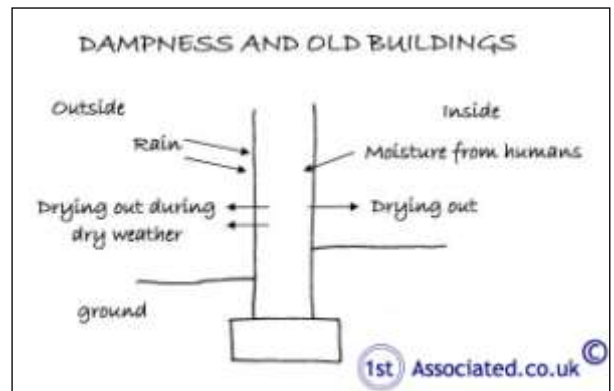 DAMPNESS AND OLD BUILDINGS
Outside
Inside
Rain
Moisture from humans
Drying out during
dry weather
Drying out
ground
1st Associated.co.uk ©